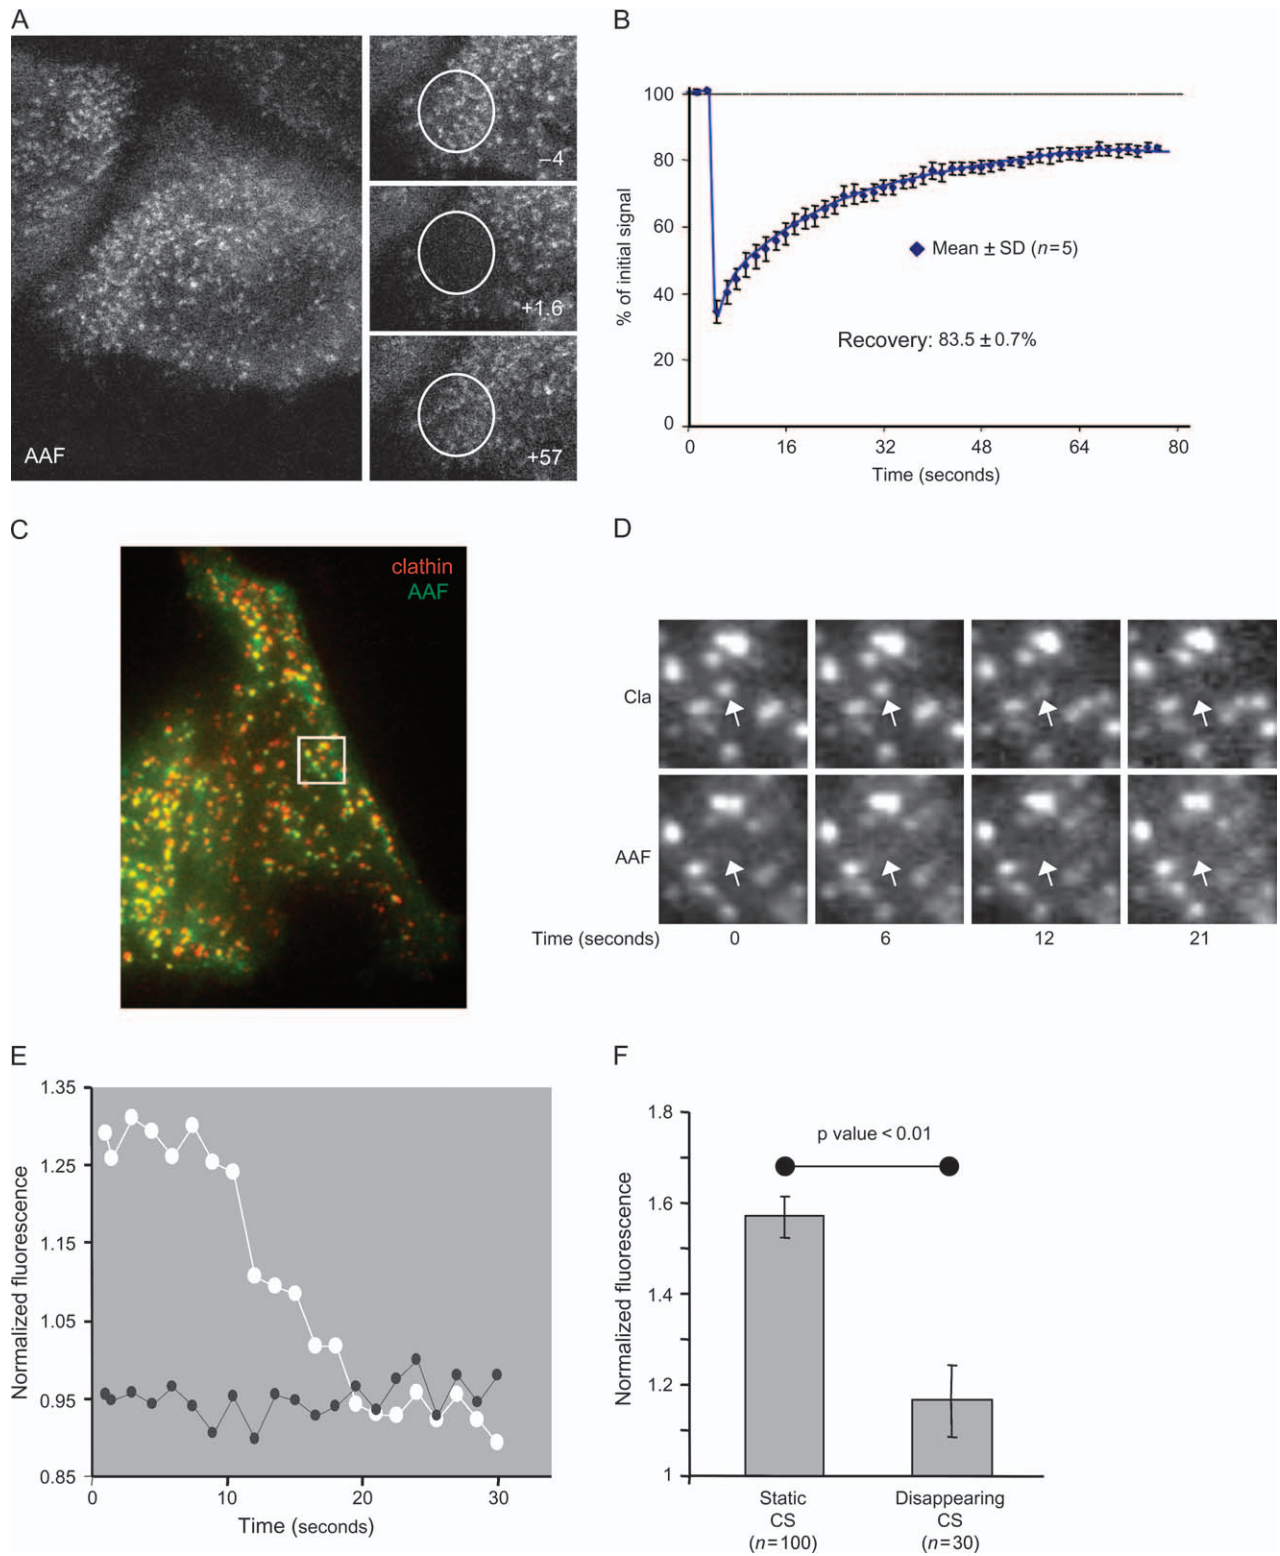 A
–4
+1.6
+57
AAF
B
100
80
60
40
20
0
% of initial signal
Mean ± SD (n=5)
Recovery: 83.5 ± 0.7%
0 16 32 48 64 80
Time (seconds)
C
clathin
AAF
D
Cla
AAF
Time (seconds) 0 6 12 21
E
1.35
1.25
1.15
1.05
0.95
0.85
Normalized fluorescence
0 10 20 30
Time (seconds)
F
1.8
1.6
1.4
1.2
1
Normalized fluorescence
p value < 0.01
Static Disappearing
CS CS
(n=100) (n=30)